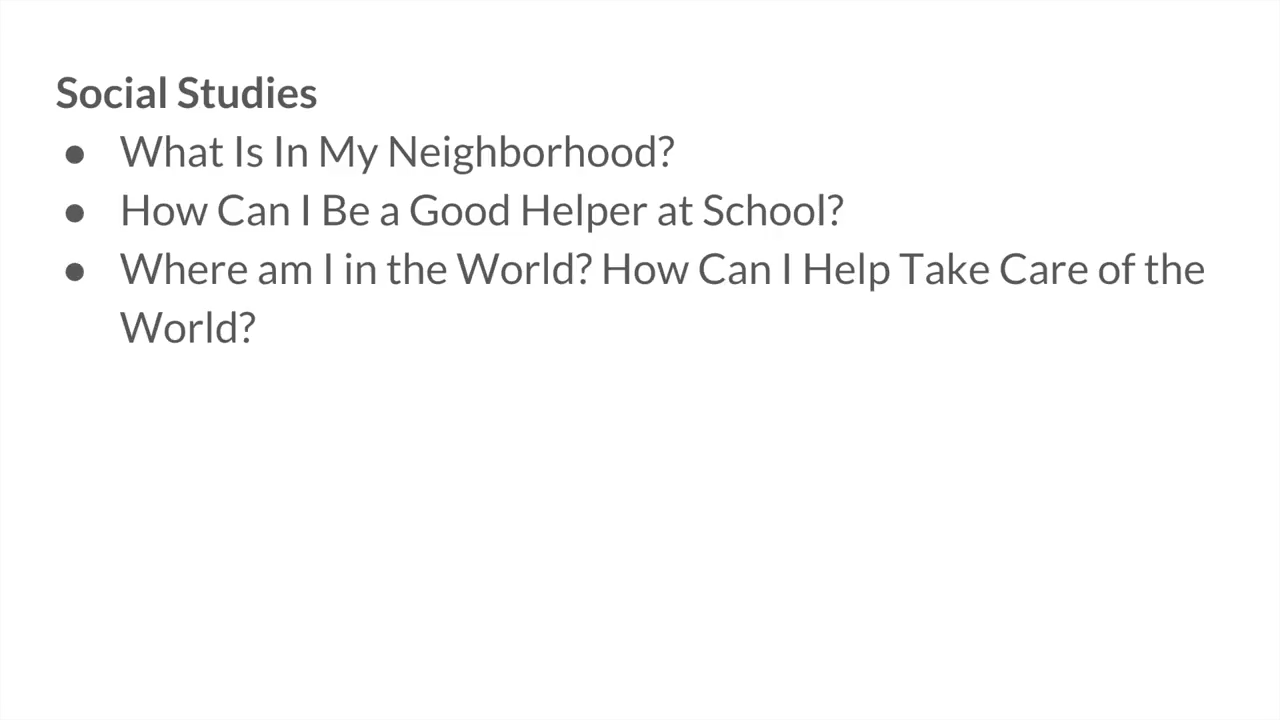 Social Studies
● What Is In My Neighborhood?
● How Can I Be a Good Helper at School?
● Where am I in the World? How Can I Help Take Care of the
World?